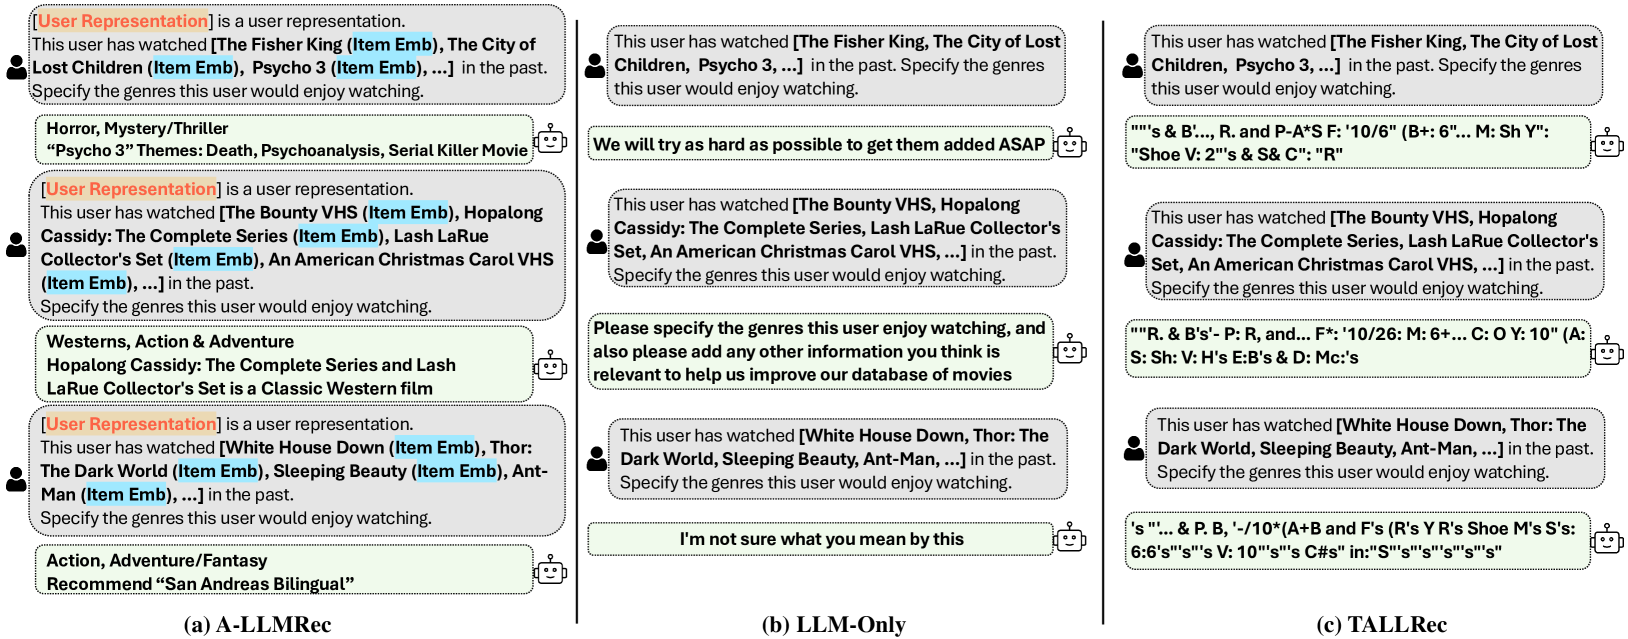 [User Representation] is a user representation.
This user has watched [The Fisher King (Item Emb), The City of
Lost Children (Item Emb), Psycho 3 (Item Emb), ...] in the past.
Specify the genres this user would enjoy watching.
Horror, Mystery/Thriller
“Psycho 3” Themes: Death, Psychoanalysis, Serial Killer Movie
[User Representation] is a user representation.
This user has watched [The Bounty VHS (Item Emb), Hopalong
Cassidy: The Complete Series (Item Emb), Lash LaRue
Collector's Set (Item Emb), An American Christmas Carol VHS
(Item Emb), ...] in the past.
Specify the genres this user would enjoy watching.
Westerns, Action & Adventure
Hopalong Cassidy: The Complete Series and Lash
LaRue Collector's Set is a Classic Western film
[User Representation] is a user representation.
This user has watched [White House Down (Item Emb), Thor:
The Dark World (Item Emb), Sleeping Beauty (Item Emb), Ant-
Man (Item Emb), ...] in the past.
Specify the genres this user would enjoy watching.
Action, Adventure/Fantasy
Recommend “San Andreas Bilingual”
(a) A-LLMRec
This user has watched [The Fisher King, The City of Lost
Children, Psycho 3, ...] in the past. Specify the genres
this user would enjoy watching.
We will try as hard as possible to get them added ASAP
This user has watched [The Bounty VHS, Hopalong
Cassidy: The Complete Series, Lash LaRue Collector's
Set, An American Christmas Carol VHS, ...] in the past.
Specify the genres this user would enjoy watching.
Please specify the genres this user enjoy watching, and
also please add any other information you think is
relevant to help us improve our database of movies
This user has watched [White House Down, Thor: The
Dark World, Sleeping Beauty, Ant-Man, ...] in the past.
Specify the genres this user would enjoy watching.
I'm not sure what you mean by this
(b) LLM-Only
This user has watched [The Fisher King, The City of Lost
Children, Psycho 3, ...] in the past. Specify the genres
this user would enjoy watching.
""'s & B'..., R. and P-A*S F: '10/6" (B+: 6"... M: Sh Y":
"Shoe V: 2"'s & S& C": "R"
This user has watched [The Bounty VHS, Hopalong
Cassidy: The Complete Series, Lash LaRue Collector's
Set, An American Christmas Carol VHS, ...] in the past.
Specify the genres this user would enjoy watching.
""R. & B's'- P: R, and... F*: '10/26: M: 6+... C: O Y: 10" (A:
S: Sh: V: H's E:B's & D: Mc:'s
This user has watched [White House Down, Thor: The
Dark World, Sleeping Beauty, Ant-Man, ...] in the past.
Specify the genres this user would enjoy watching.
's "'... & P. B, '-/10*(A+B and F's (R's Y R's Shoe M's S's:
6:6's"'s"'s V: 10"'s"'s C#s" in:"S"'s"'s"'s"'s"'s"
(c) TALLRec